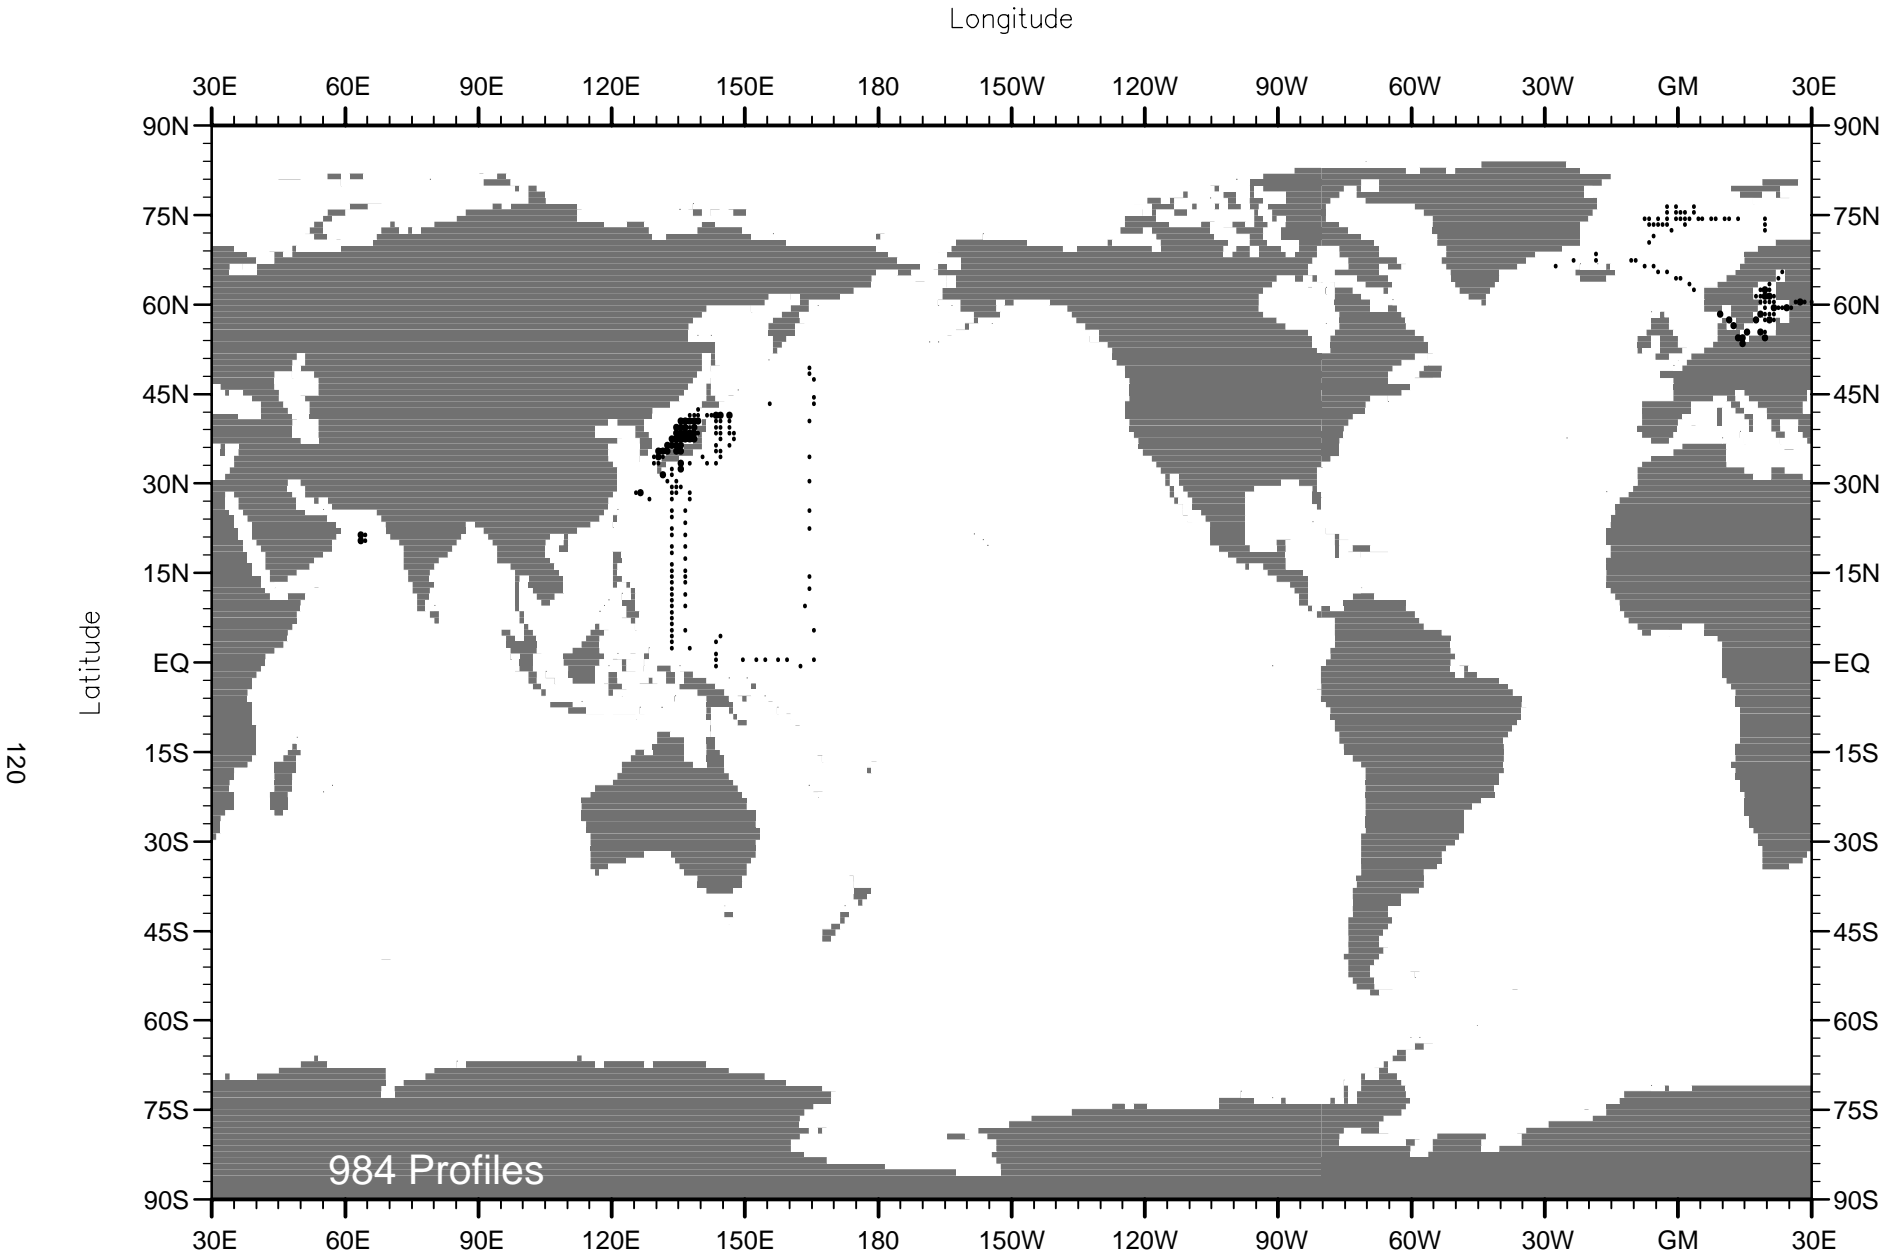 Longitude
30E 60E 90E 120E 150E 180 150W 120W 90W 60W 30W GM 30E
90N 90N
75N 75N
60N 60N
45N 45N
30N 30N
15N 15N
Latitude
EQ EQ
120
15S 15S
30S 30S
45S 45S
60S 60S
75S 75S
984 Profiles
90S 90S
30E 60E 90E 120E 150E 180 150W 120W 90W 60W 30W GM 30E